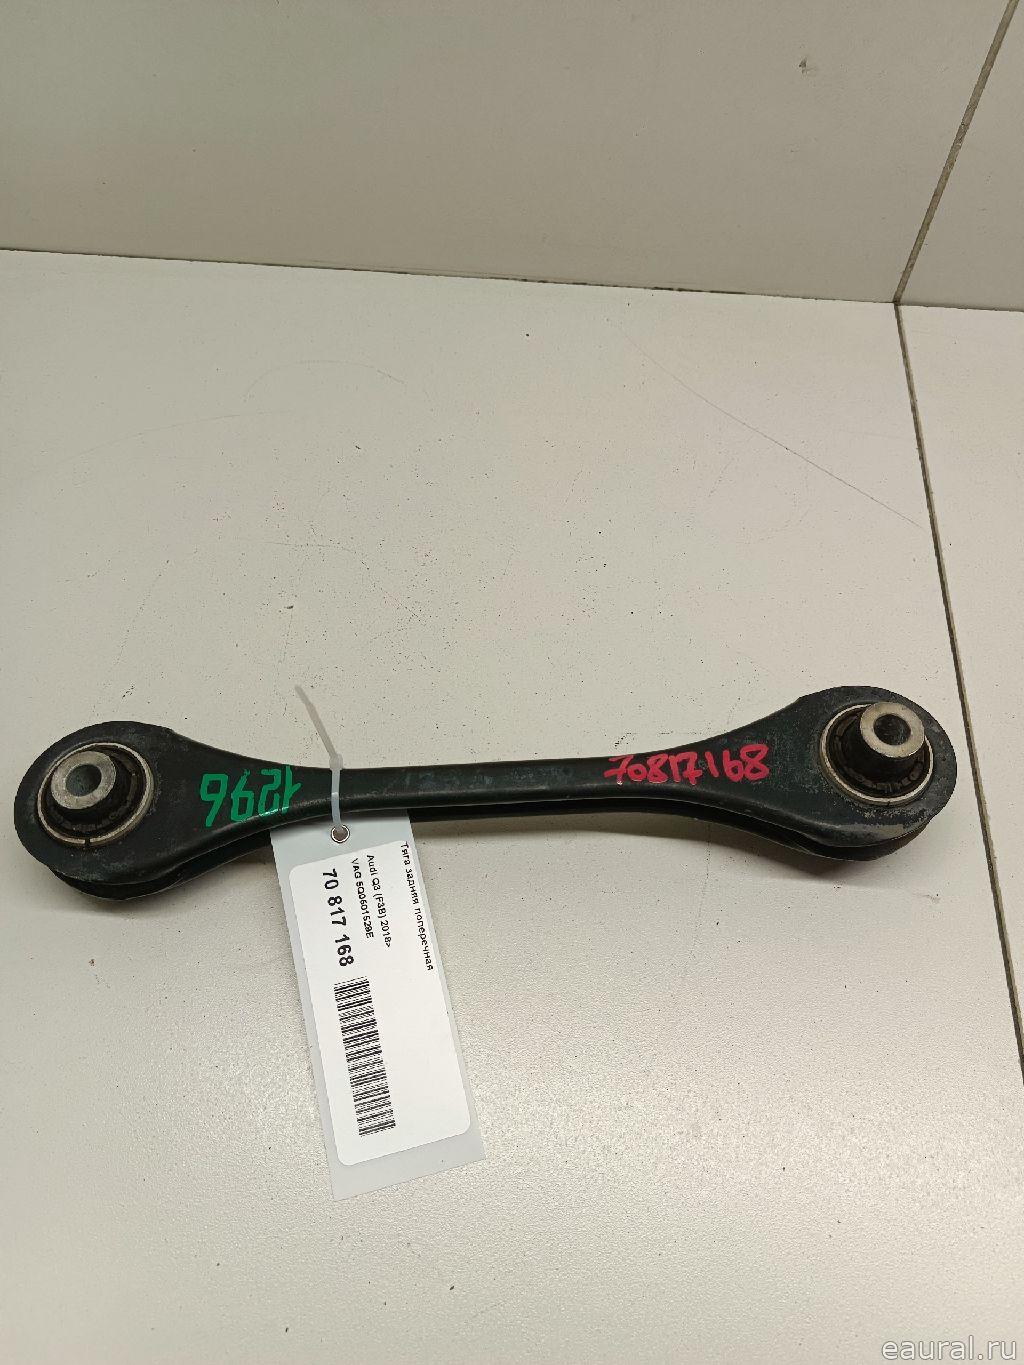 1296
70817168
Тяга задняя поперечная
Audi Q3 (F3B) 2018>
VAG 5Q0501529E
70 817 168
eaural.ru